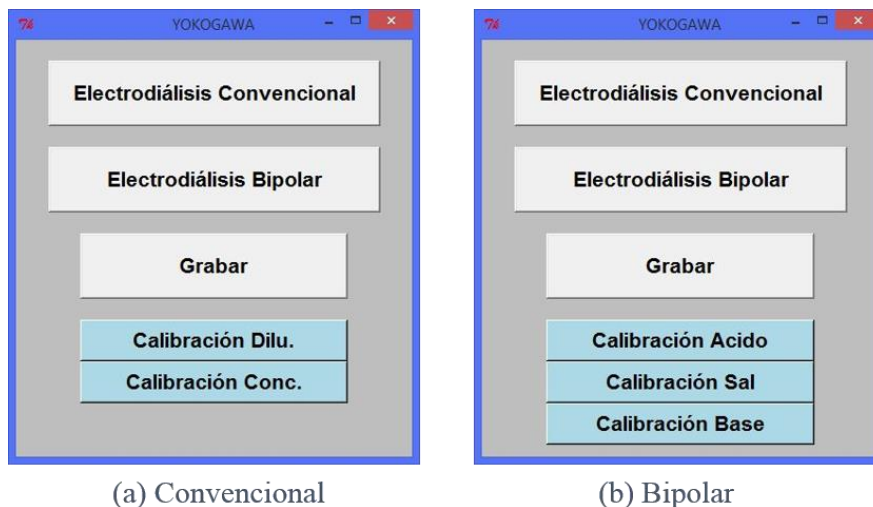 YOKOGAWA
Electrodiálisis Convencional
Electrodiálisis Bipolar
Grabar
Calibración Dilu.
Calibración Conc.
(a) Convencional
YOKOGAWA
Electrodiálisis Convencional
Electrodiálisis Bipolar
Grabar
Calibración Acido
Calibración Sal
Calibración Base
(b) Bipolar